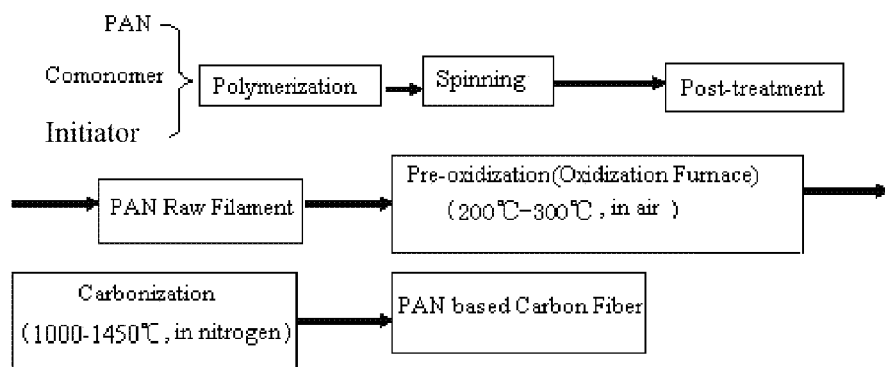 PAN
Comonomer
Initiator
Polymerization
Spinning
Post-treatment
PAN Raw Filament
Pre-oxidization(Oxidization Furnace)
(200℃-300℃, in air )
Carbonization
(1000-1450℃, in nitrogen)
PAN based Carbon Fiber